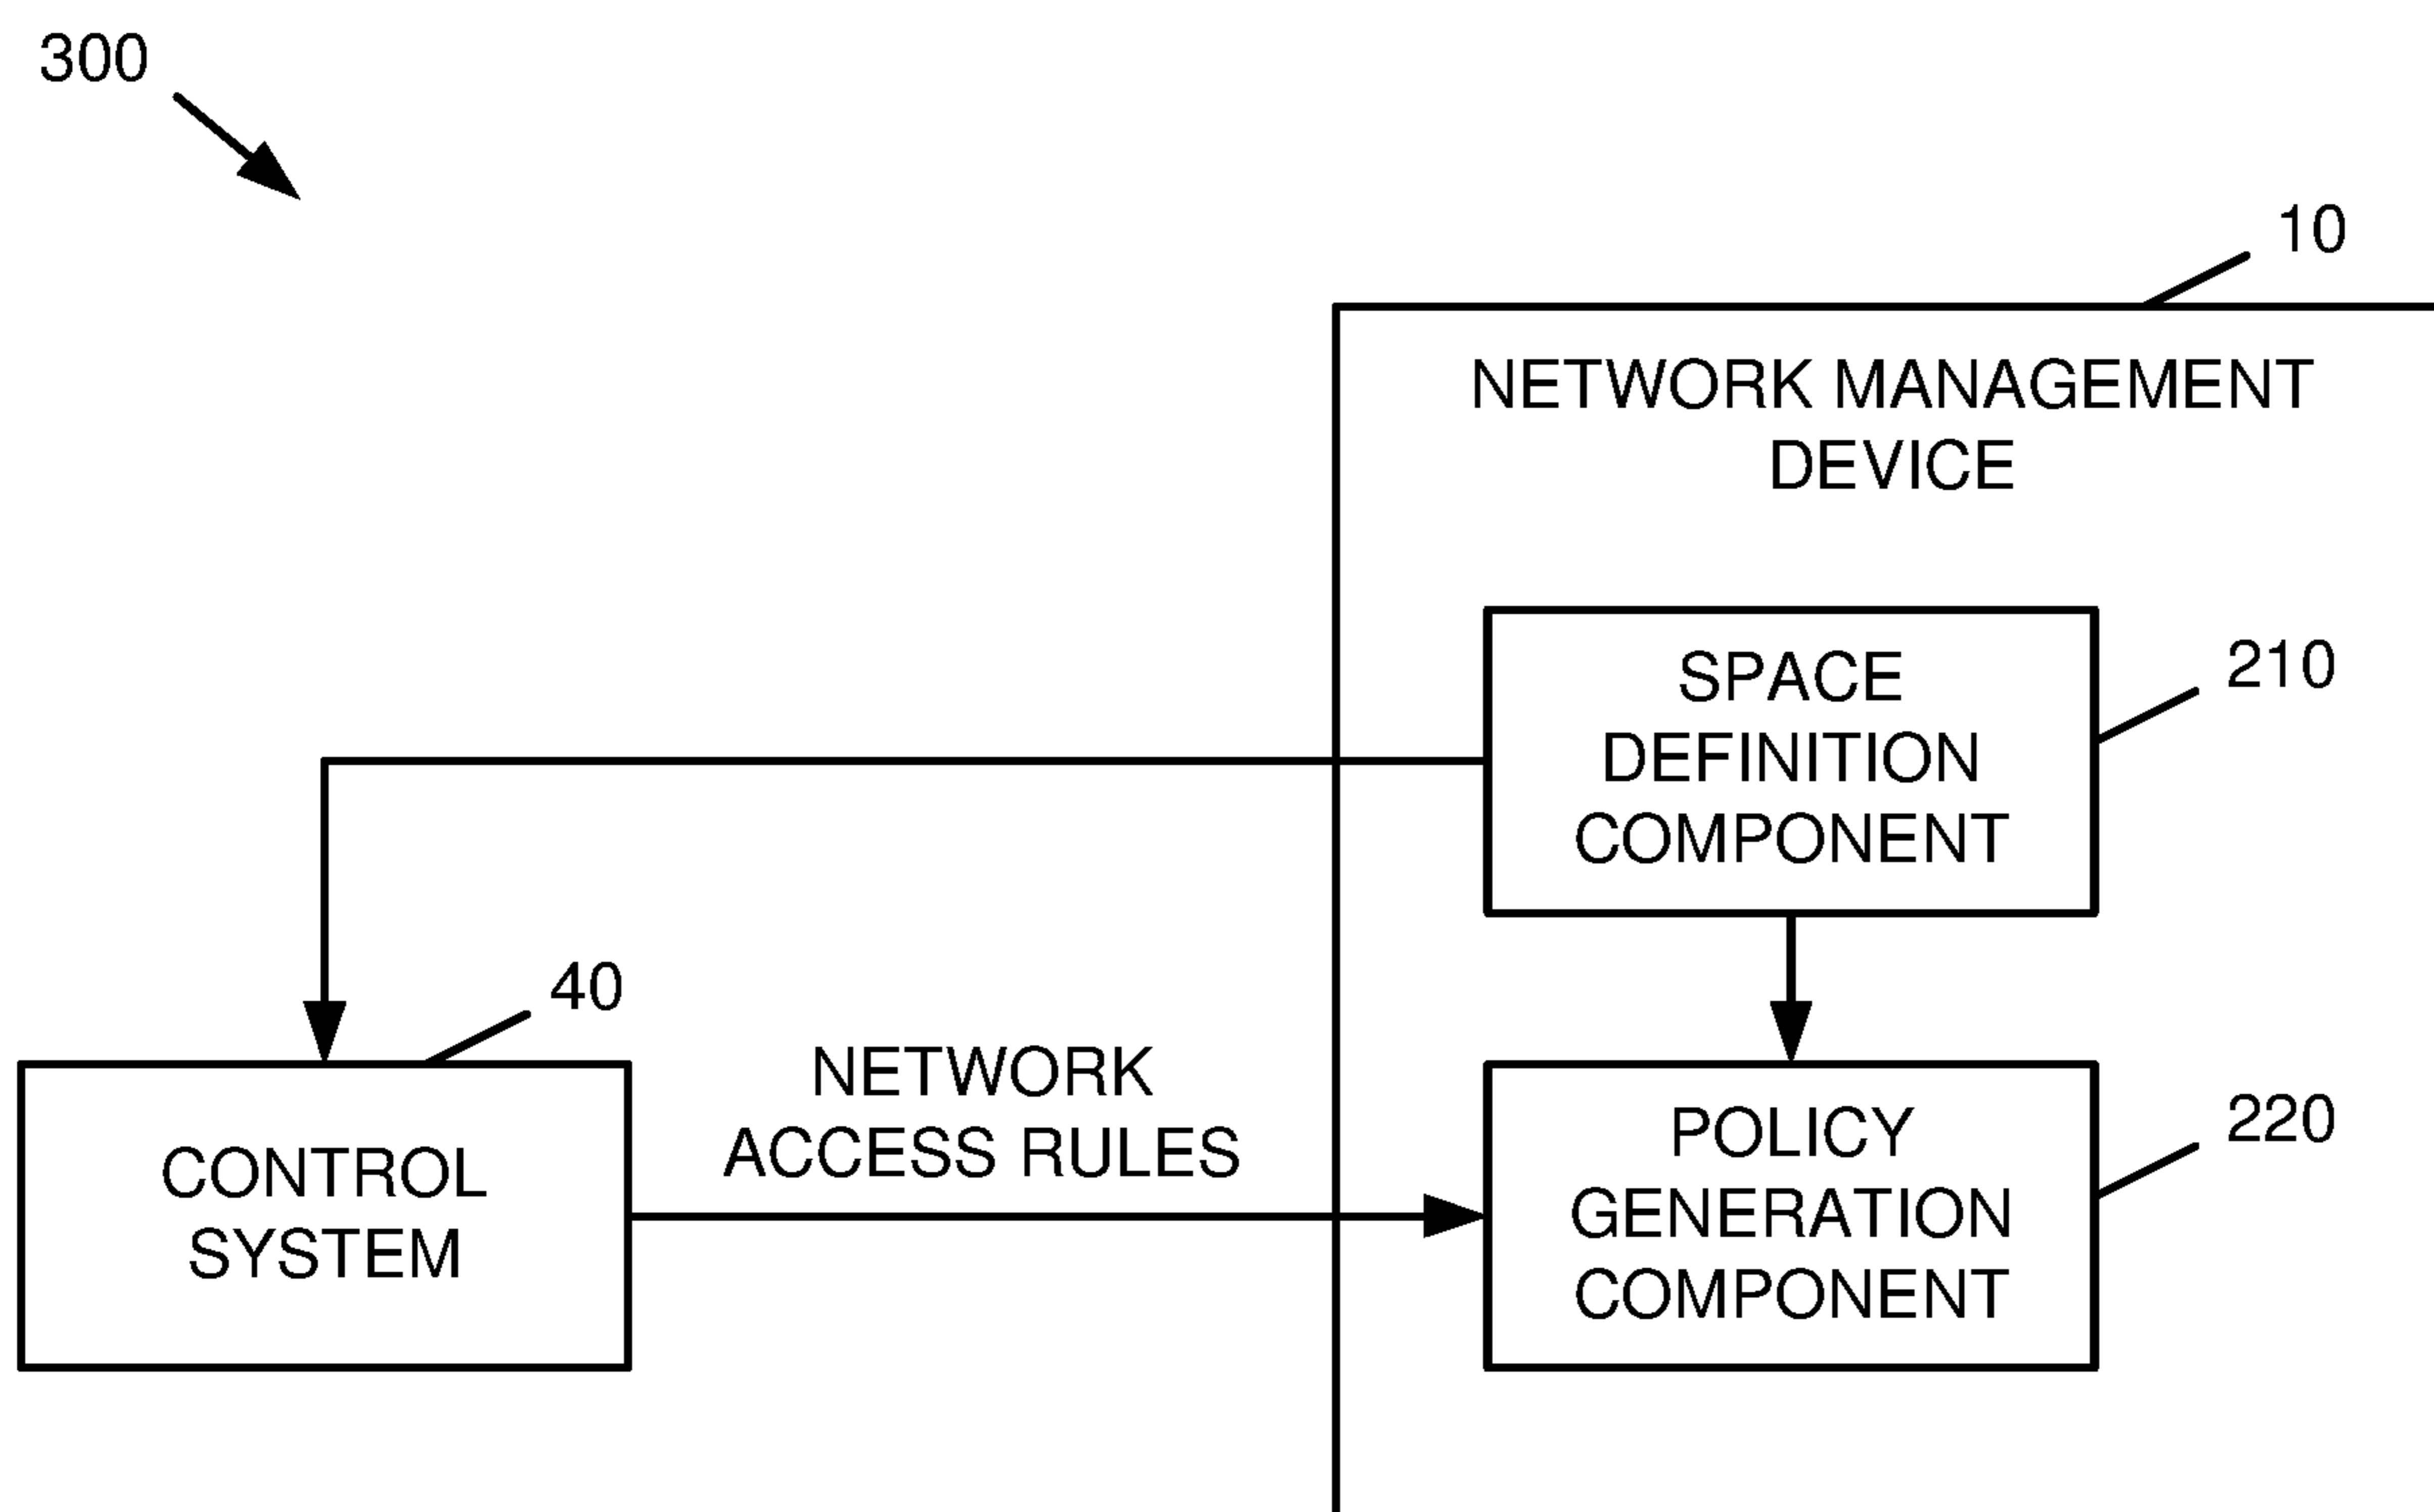 300
10
NETWORK MANAGEMENT
DEVICE
SPACE
DEFINITION
COMPONENT
210
40
NETWORK
ACCESS RULES
CONTROL
SYSTEM
POLICY
GENERATION
COMPONENT
220